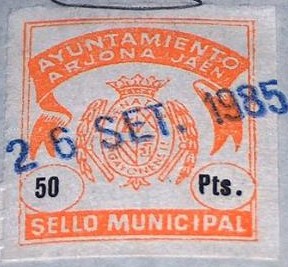 AYUNTAMIENTO
ARJONA (JAEN)
26 SET. 1985
50 Pts.
SELLO MUNICIPAL